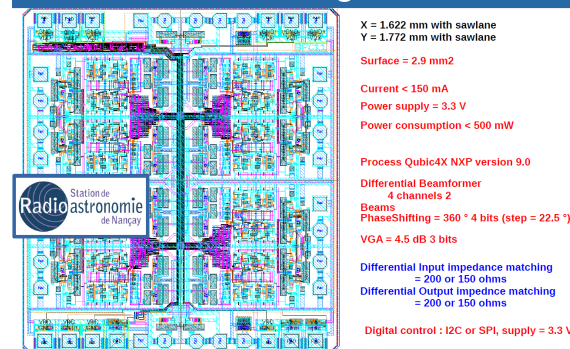 X = 1.622 mm with sawlane
Y = 1.772 mm with sawlane
Surface = 2.9 mm2
Current < 150 mA
Power supply = 3.3 V
Power consumption < 500 mW
Process Qubic4X NXP version 9.0
Differential Beamformer
4 channels 2
Beams
PhaseShifting = 360 ° 4 bits (step = 22.5 °)
VGA = 4.5 dB 3 bits
Differential Input impedance matching
= 200 or 150 ohms
Differential Output impednce matching
= 200 or 150 ohms
Digital control : I2C or SPI, supply = 3.3 V
Station de
Radioastronomie
de Nançay